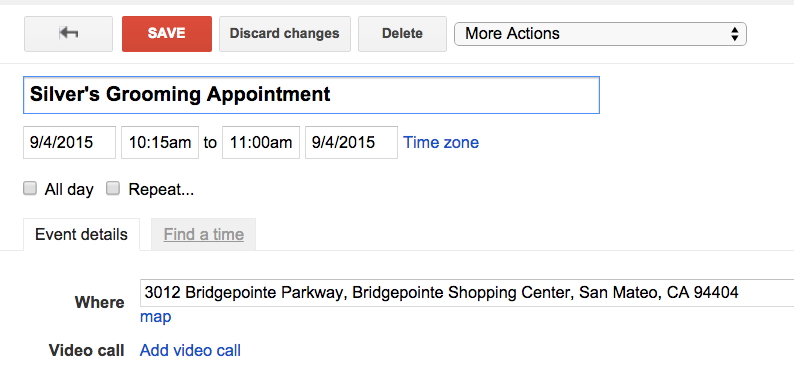 SAVE Discard changes Delete More Actions
Silver's Grooming Appointment
9/4/2015 10:15am to 11:00am 9/4/2015 Time zone
All day Repeat...
Event details Find a time
Where 3012 Bridgepointe Parkway, Bridgepointe Shopping Center, San Mateo, CA 94404
map
Video call Add video call